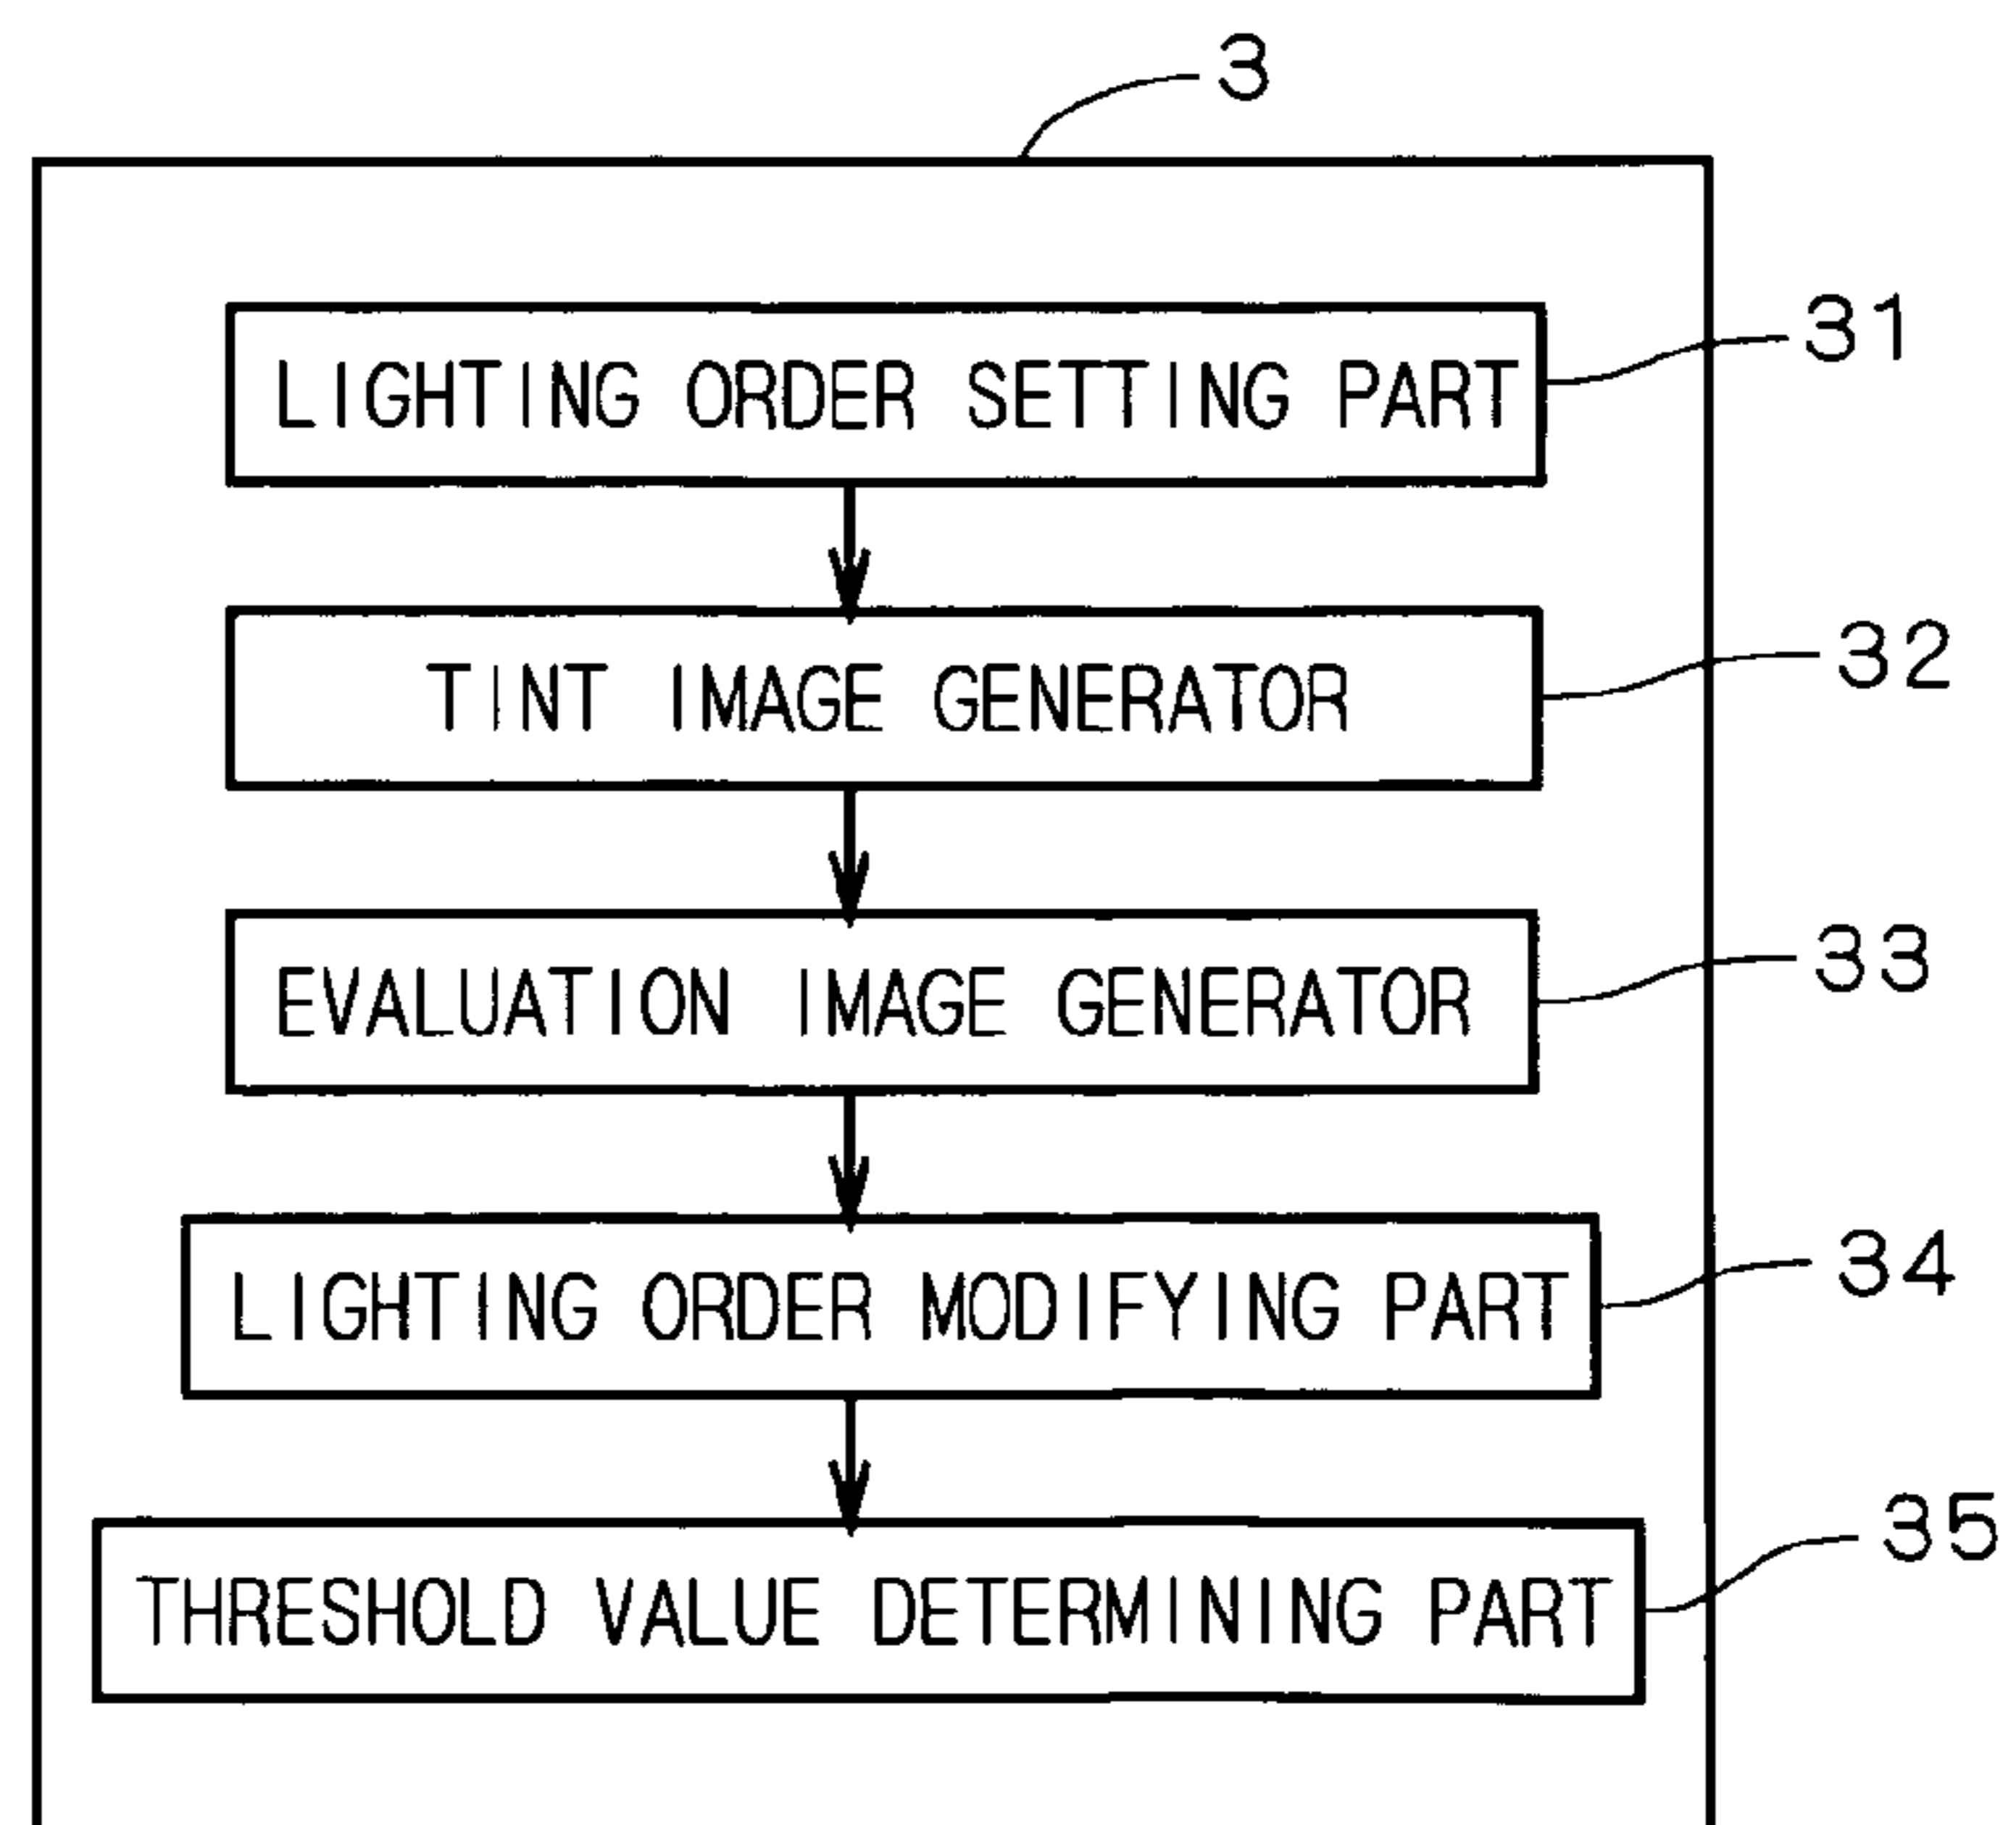 3
LIGHTING ORDER SETTING PART 31
TINT IMAGE GENERATOR 32
EVALUATION IMAGE GENERATOR 33
LIGHTING ORDER MODIFYING PART 34
THRESHOLD VALUE DETERMINING PART 35